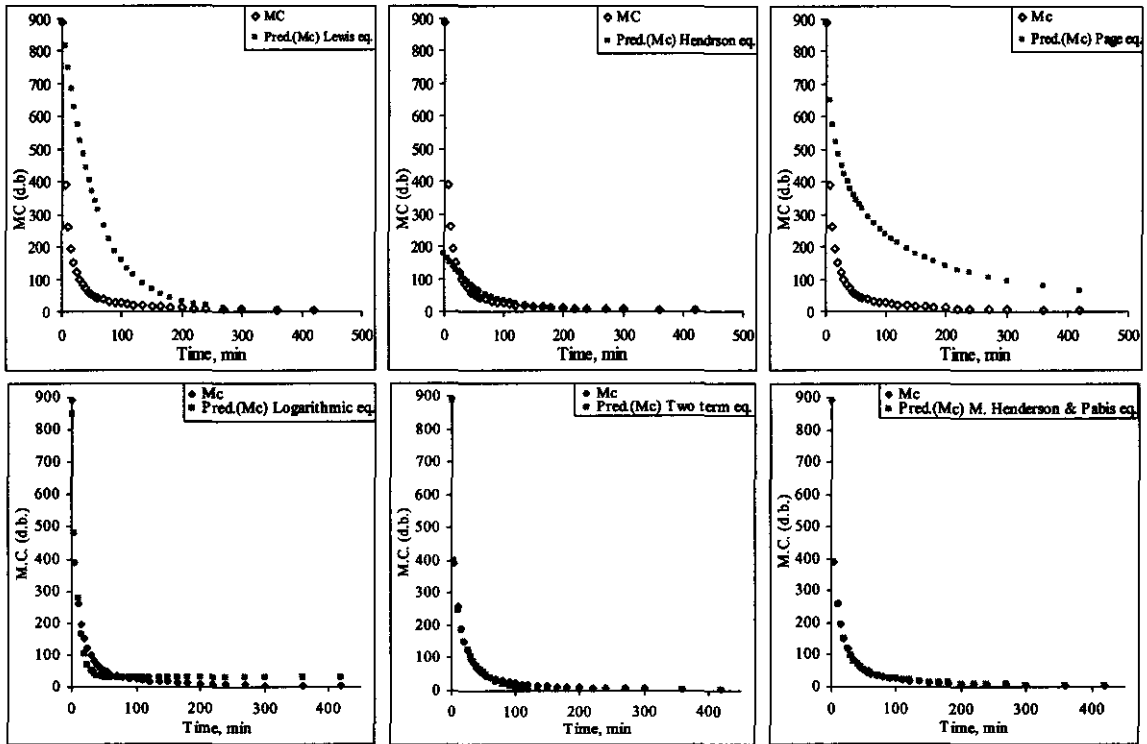 MC
Pred.(Mc) Lewis eq.
900
800
700
600
500
400
300
200
100
0
MC (d.b)
0 100 200 300 400 500
Time, min
MC
Pred.(Mc) Hendrson eq.
900
800
700
600
500
400
300
200
100
0
MC (d.b)
0 100 200 300 400 500
Time, min
Mc
Pred.(Mc) Page eq.
900
800
700
600
500
400
300
200
100
0
MC (d.b)
0 100 200 300 400 500
Time, min
Mc
Pred.(Mc) Logarithmic eq.
900
800
700
600
500
400
300
200
100
0
M.C. (d.b.)
0 100 200 300 400
Time, min
Mc
Pred.(Mc) Two term eq.
900
800
700
600
500
400
300
200
100
0
M.C. (d.b.)
0 100 200 300 400
Time, min
Mc
Pred.(Mc) M. Henderson & Pabis eq.
900
800
700
600
500
400
300
200
100
0
M.C. (d.b.)
0 100 200 300 400
Time, min